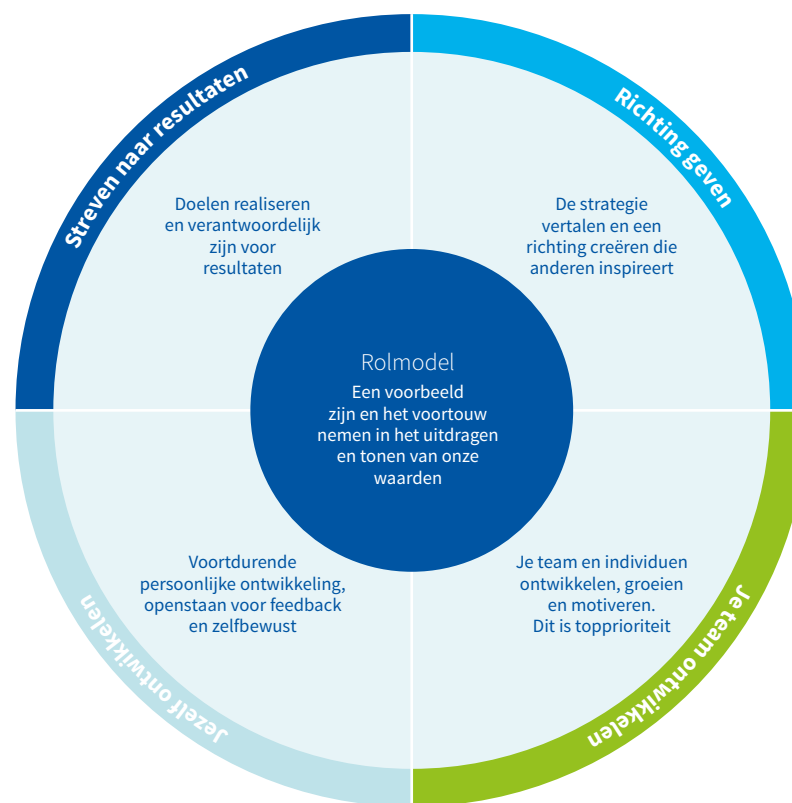 Streven naar resultaten
Doelen realiseren
en verantwoordelijk
zijn voor
resultaten
Richting geven
De strategie
vertalen en een
richting creëren die
anderen inspireert
Rolmodel
Een voorbeeld
zijn en het voortouw
nemen in het uitdragen
en tonen van onze
waarden
Jezelf ontwikkelen
Voortdurende
persoonlijke ontwikkeling,
openstaan voor feedback
en zelfbewust
Je team ontwikkelen
Je team en individuen
ontwikkelen, groeien
en motiveren.
Dit is topprioriteit